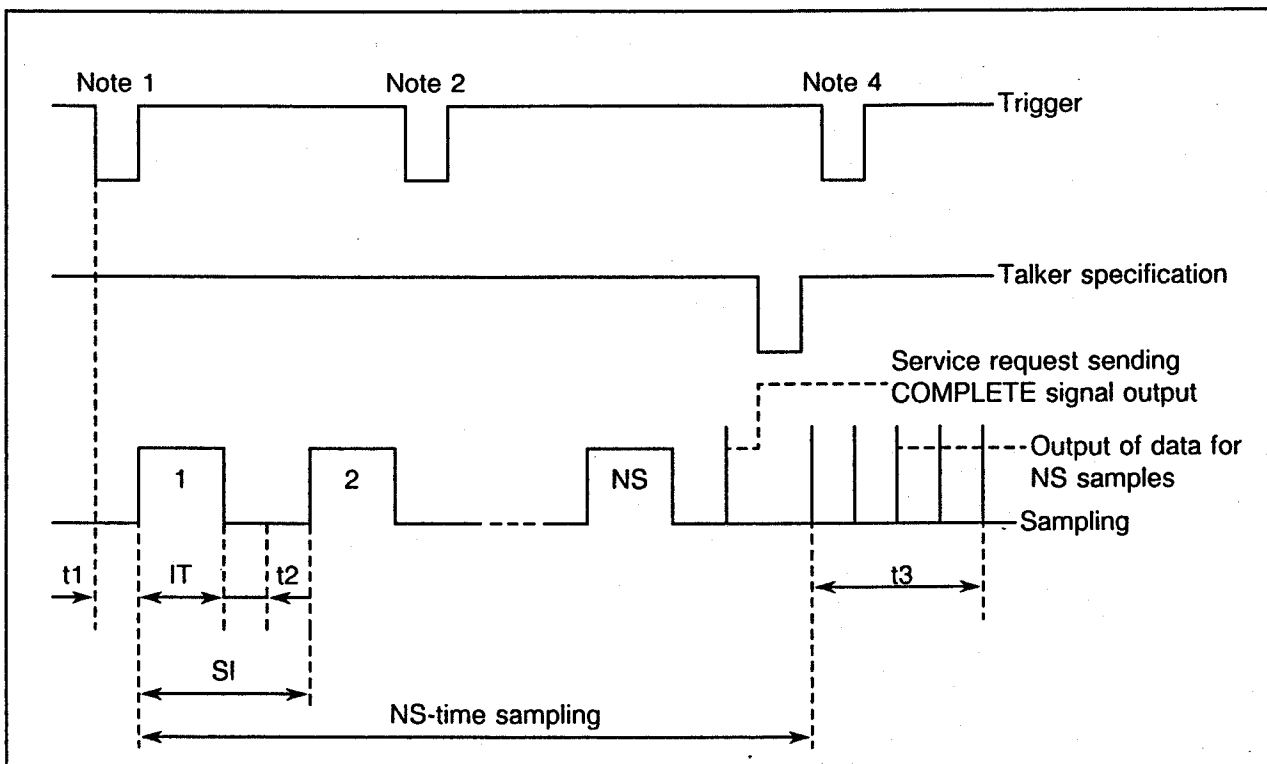 Note 1
Note 2
Note 4
Trigger
Talker specification
Service request sending
COMPLETE signal output
1
2
NS
Output of data for
NS samples
Sampling
t1
IT
t2
t3
SI
NS-time sampling